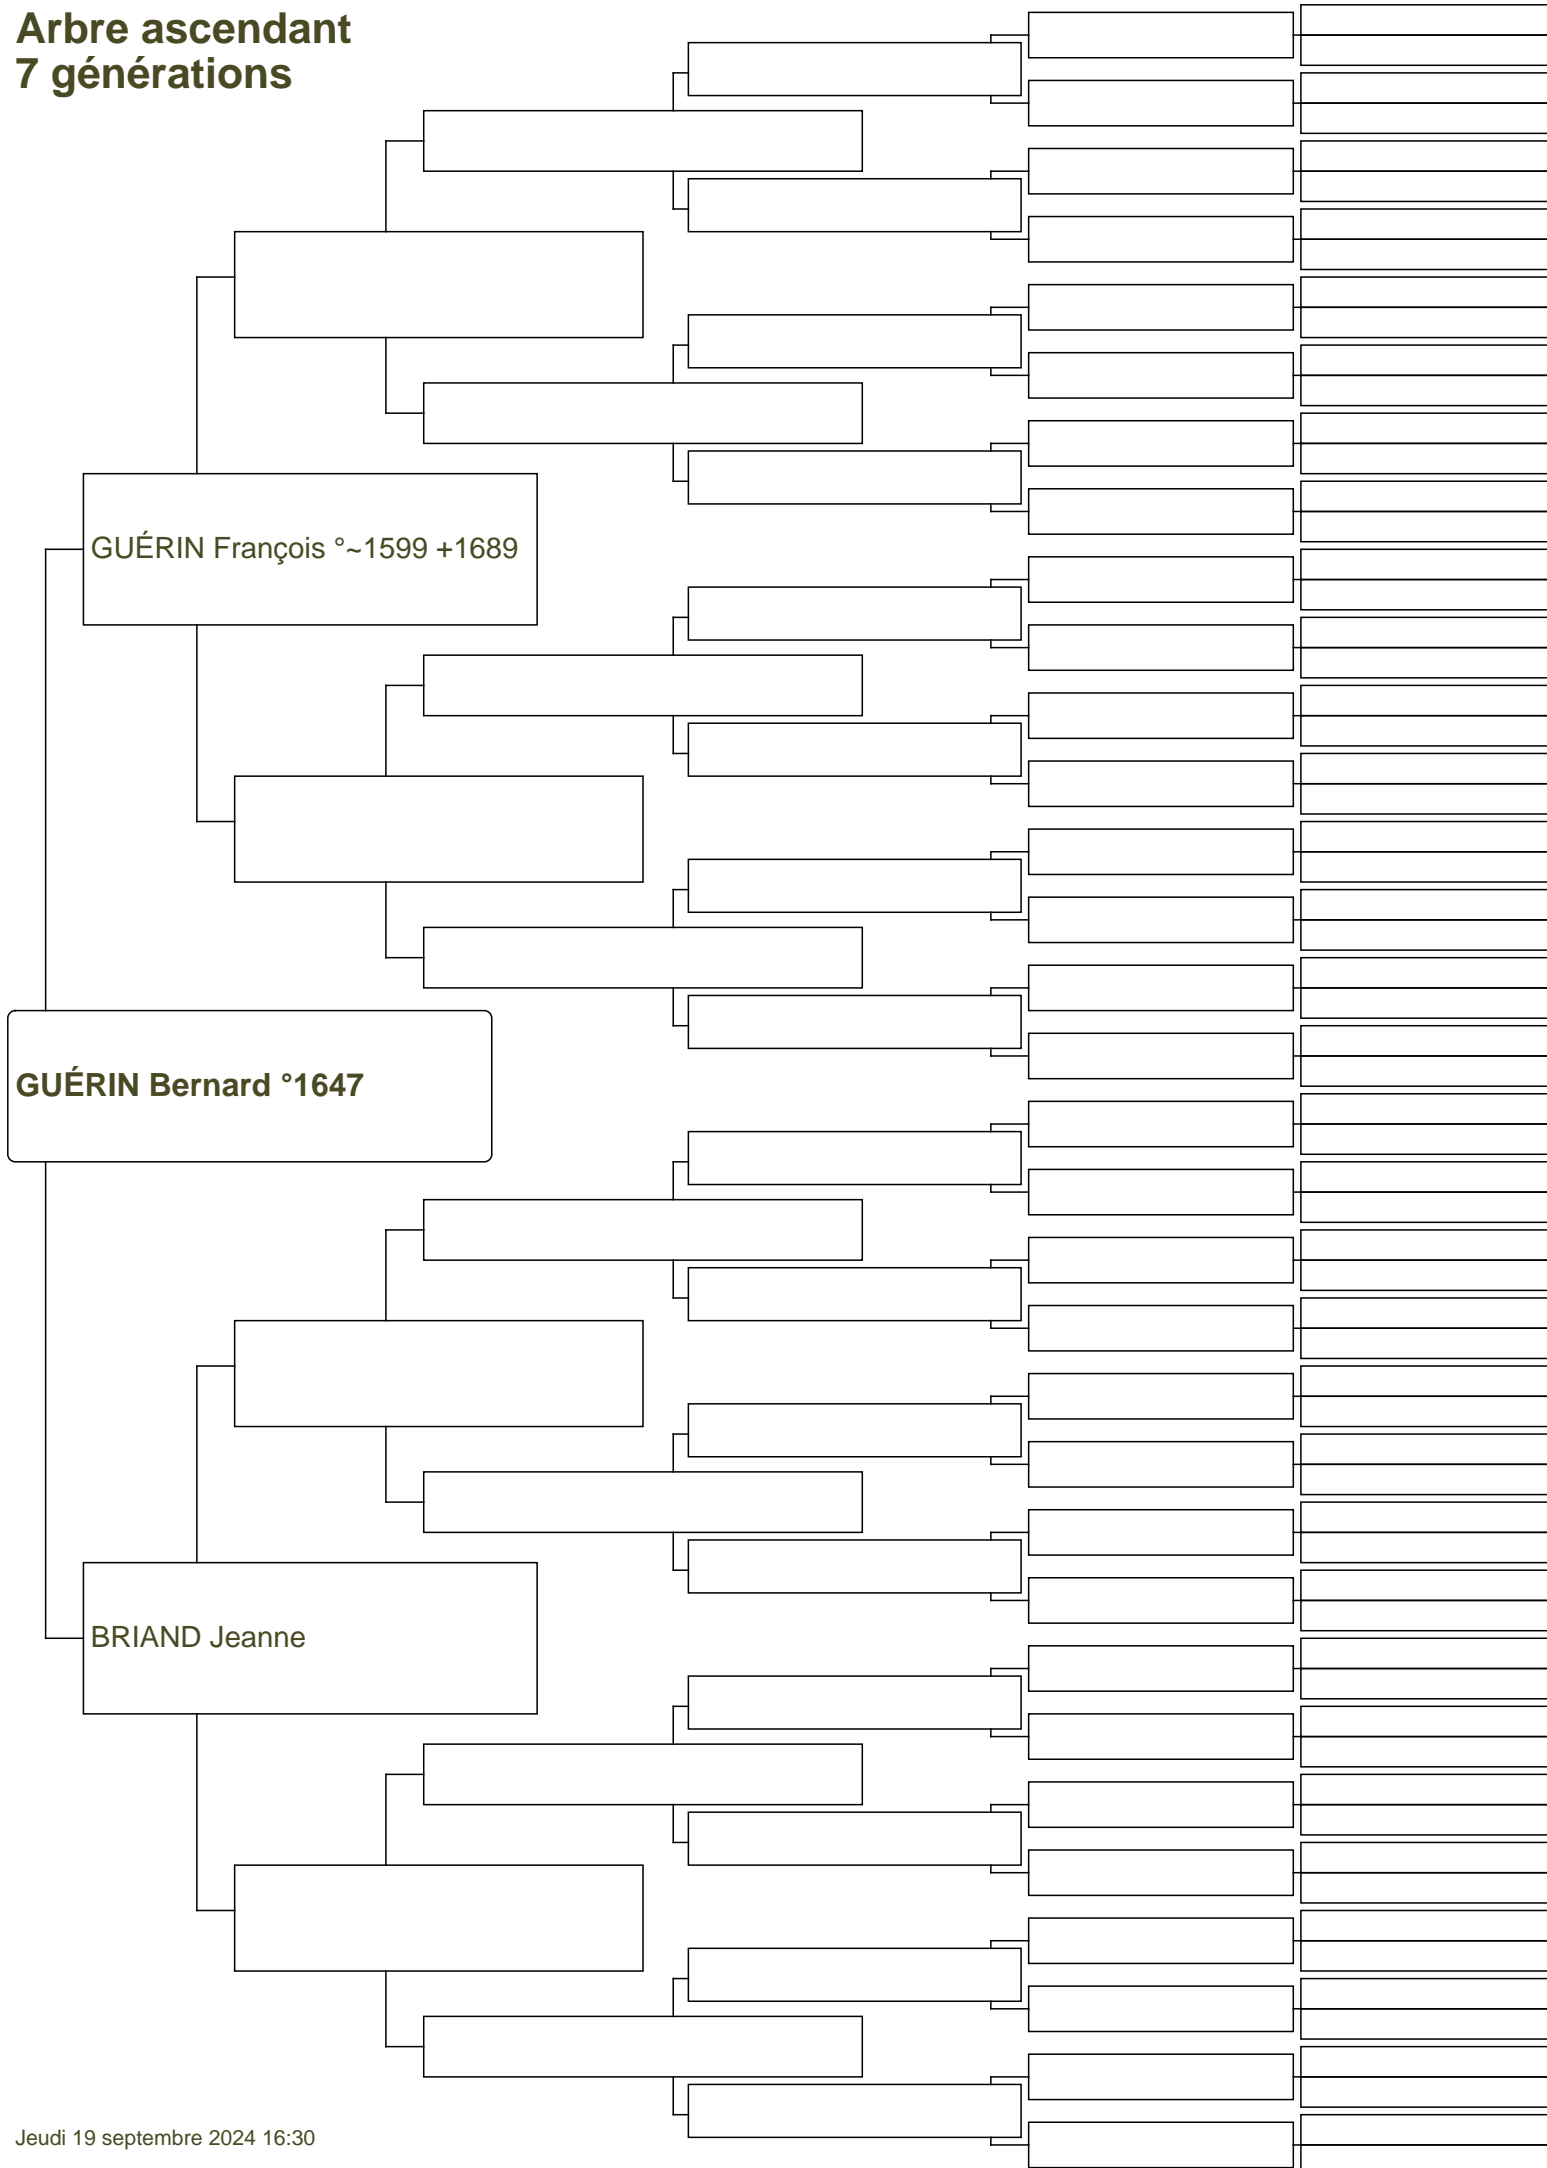 Arbre ascendant
7 générations
GUÉRIN François °~1599 +1689
GUÉRIN Bernard °1647
BRIAND Jeanne
Jeudi 19 septembre 2024 16:30